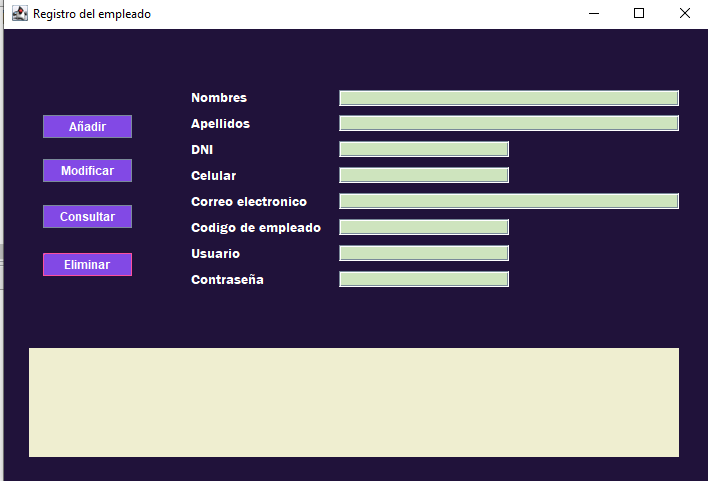 Registro del empleado
Nombres
Apellidos
DNI
Celular
Correo electronico
Codigo de empleado
Usuario
Contraseña
Añadir
Modificar
Consultar
Eliminar